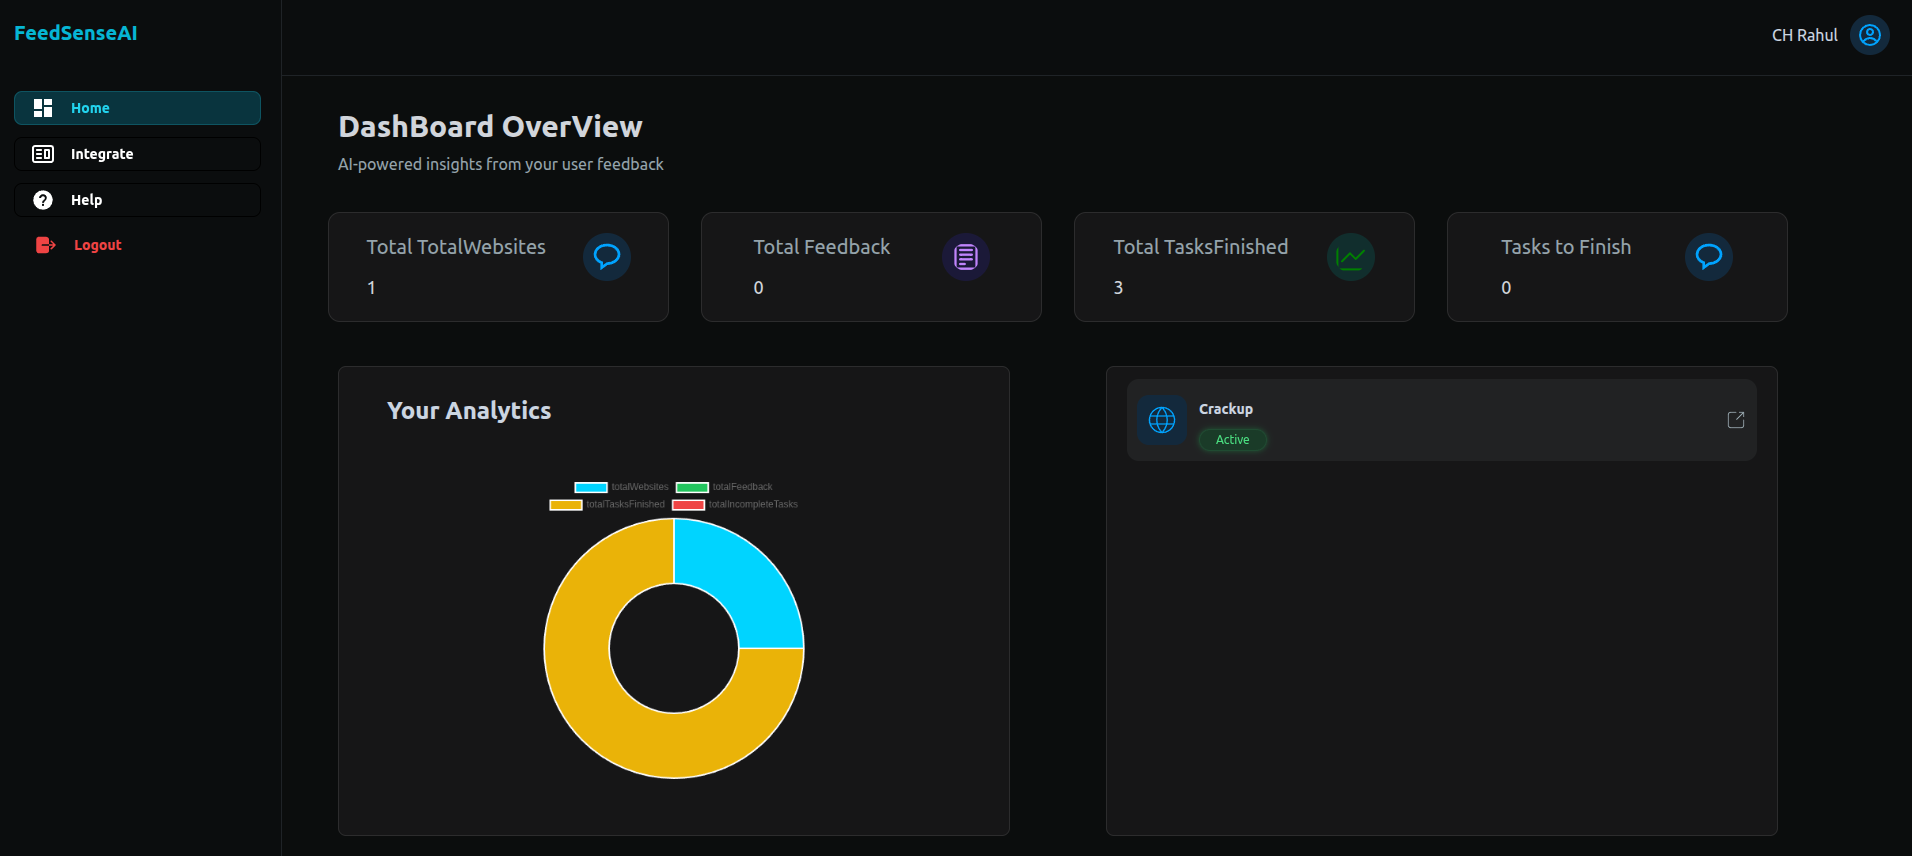 FeedSenseAI
CH Rahul
Home
Integrate
Help
Logout
DashBoard OverView
AI-powered insights from your user feedback
Total TotalWebsites
1
Total Feedback
0
Total TasksFinished
3
Tasks to Finish
0
Your Analytics
totalWebsites totalFeedback
totalTasksFinished totalIncompleteTasks
Crackup
Active